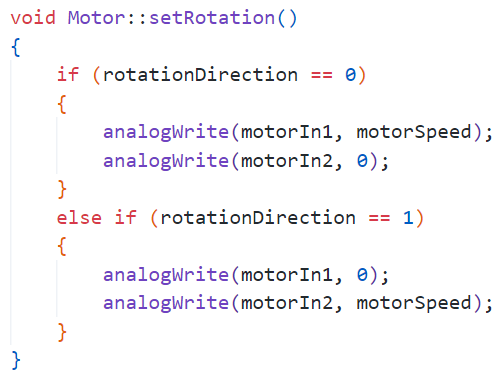 void Motor::setRotation()
{
    if (rotationDirection == 0)
    {
        analogWrite(motorIn1, motorSpeed);
        analogWrite(motorIn2, 0);
    }
    else if (rotationDirection == 1)
    {
        analogWrite(motorIn1, 0);
        analogWrite(motorIn2, motorSpeed);
    }
}